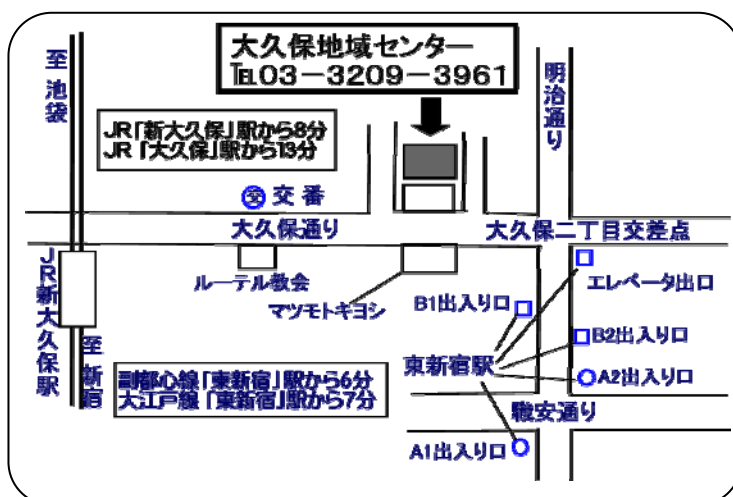 大久保地域センター
℡03－3209－3961
至池袋
明治通り
JR「新大久保」駅から8分
JR「大久保」駅から13分
交 交番
大久保通り
大久保二丁目交差点
JR新大久保駅
ルーテル教会
マツモトキヨシ
エレベータ出口
B1出入り口
B2出入り口
東新宿駅
A2出入り口
至新宿
副都心線「東新宿」駅から6分
大江戸線「東新宿」駅から7分
職安通り
A1出入り口